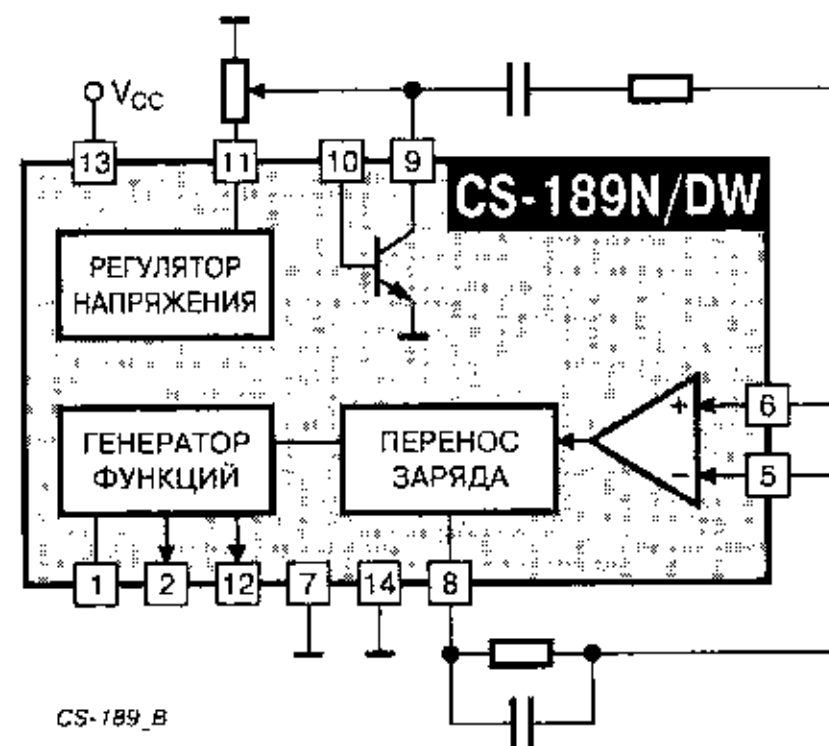 VCC
13
11
10
9
CS-189N/DW
РЕГУЛЯТОР
НАПРЯЖЕНИЯ
+
6
ГЕНЕРАТОР
ФУНКЦИЙ
ПЕРЕНОС
ЗАРЯДА
−
5
1
2
12
7
14
8
CS-189_B